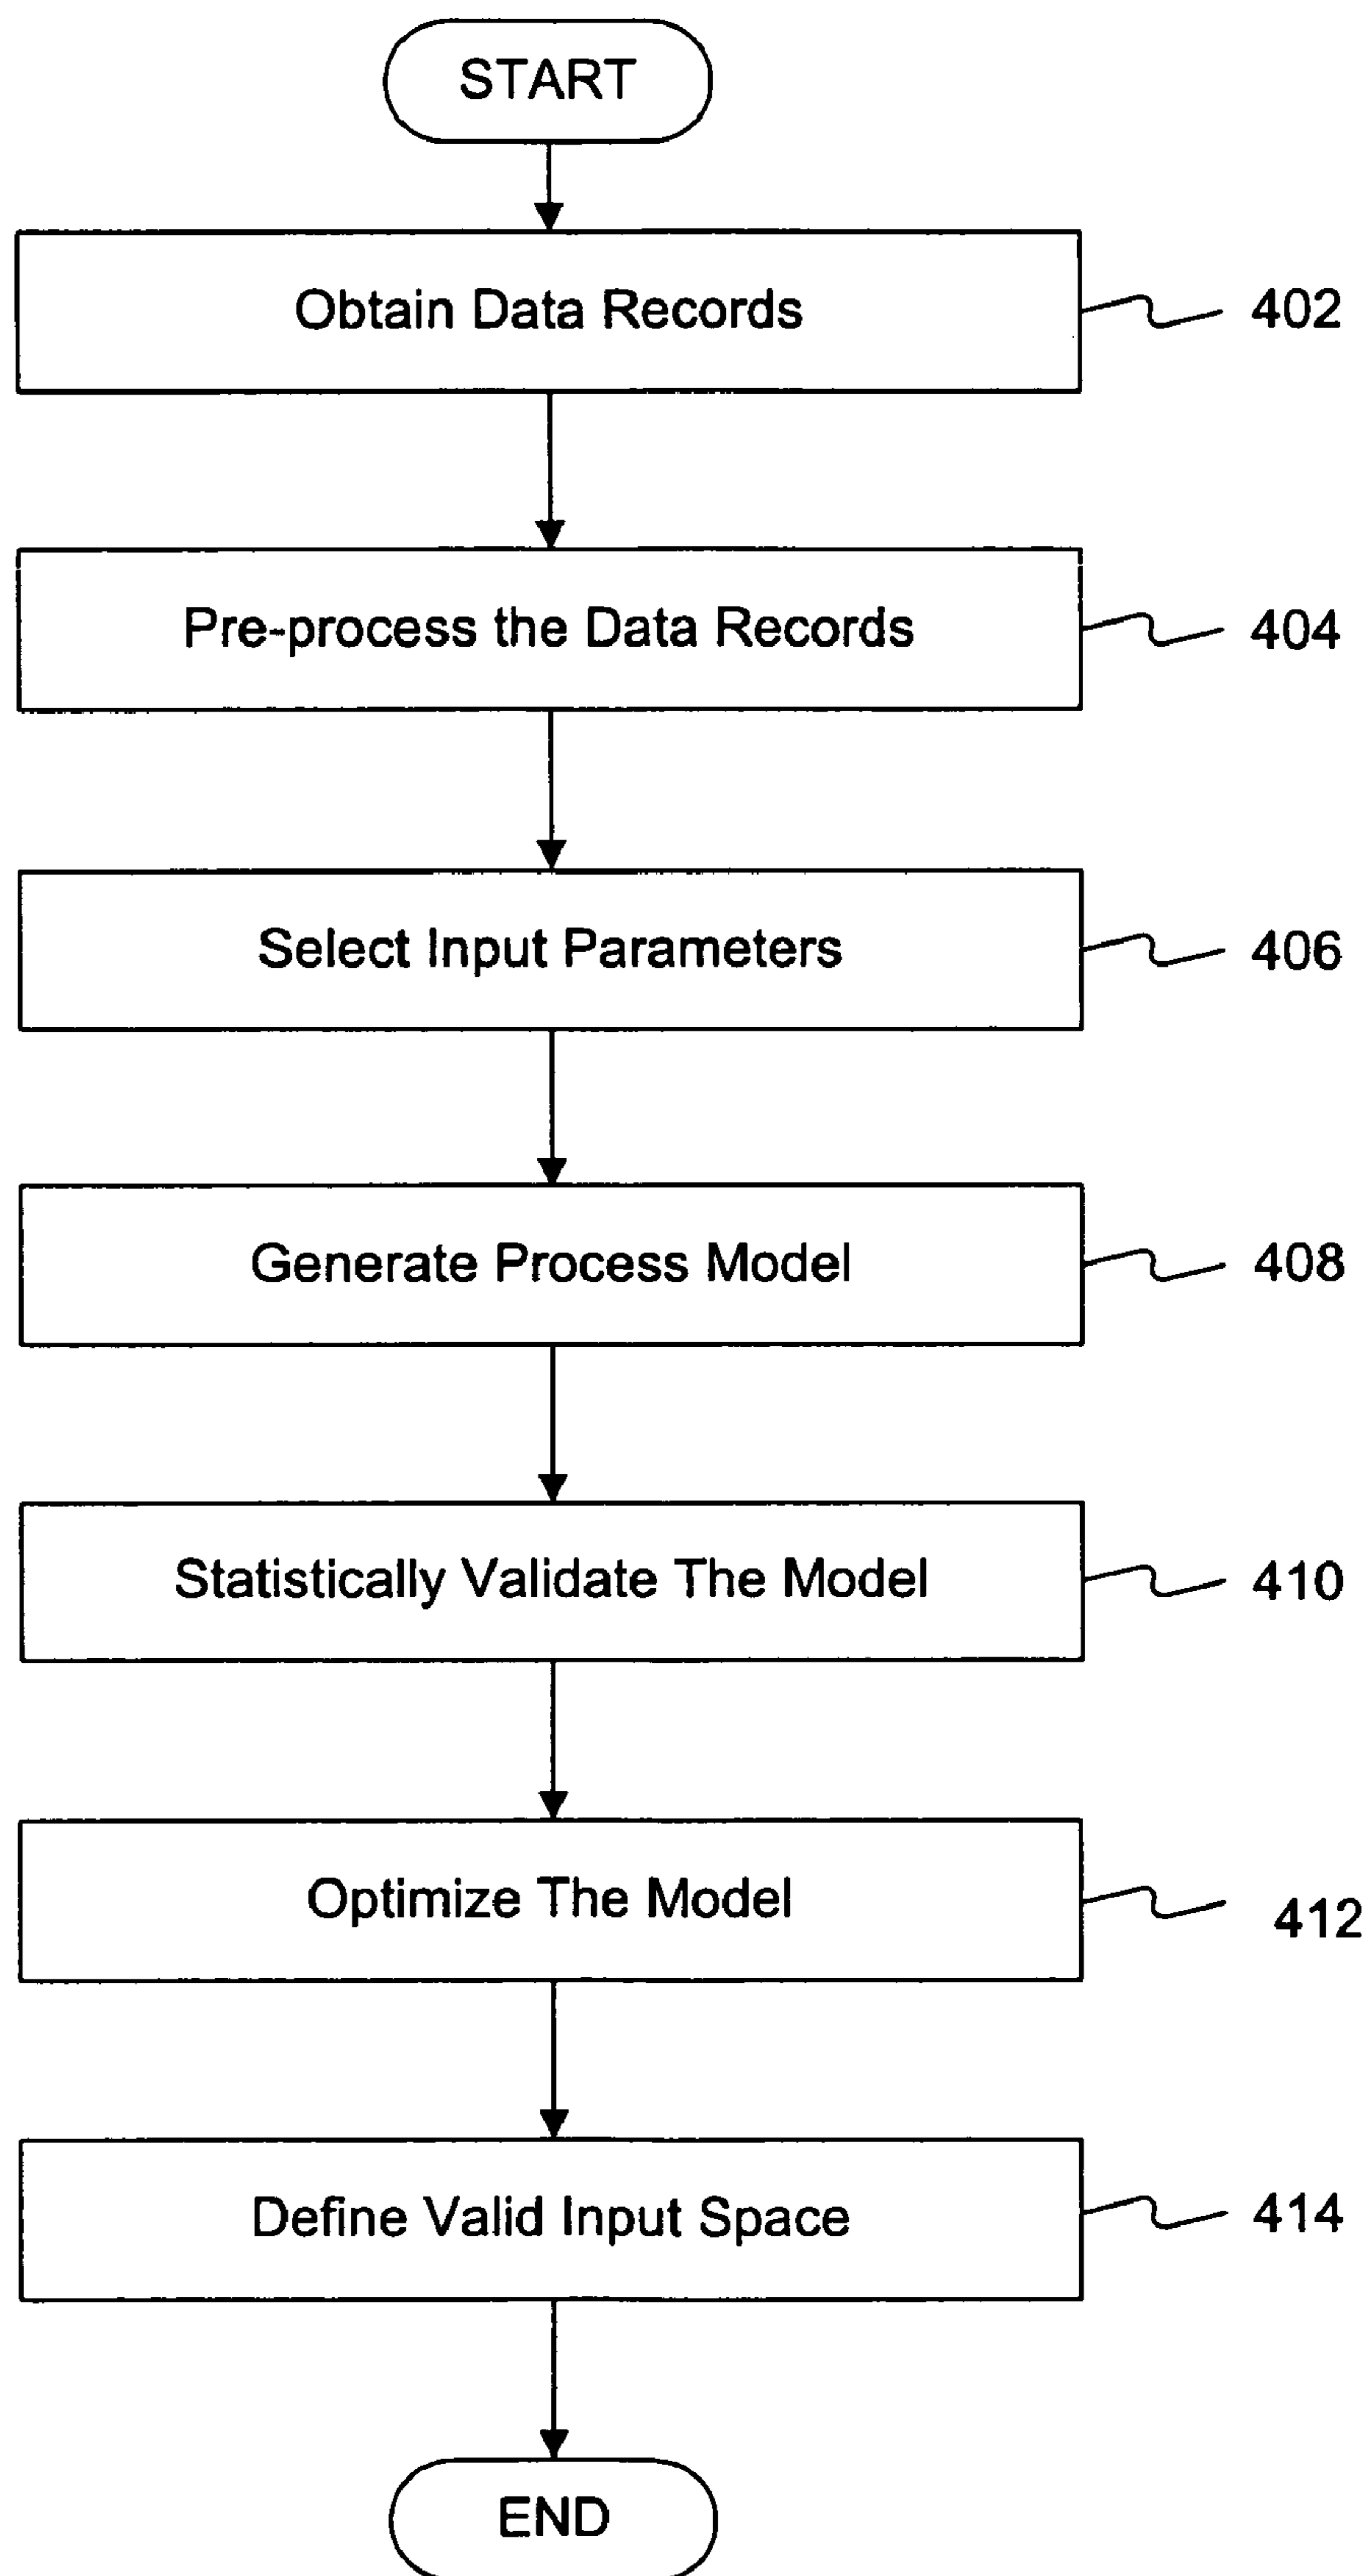 START
Obtain Data Records
402
Pre-process the Data Records
404
Select Input Parameters
406
Generate Process Model
408
Statistically Validate The Model
410
Optimize The Model
412
Define Valid Input Space
414
END